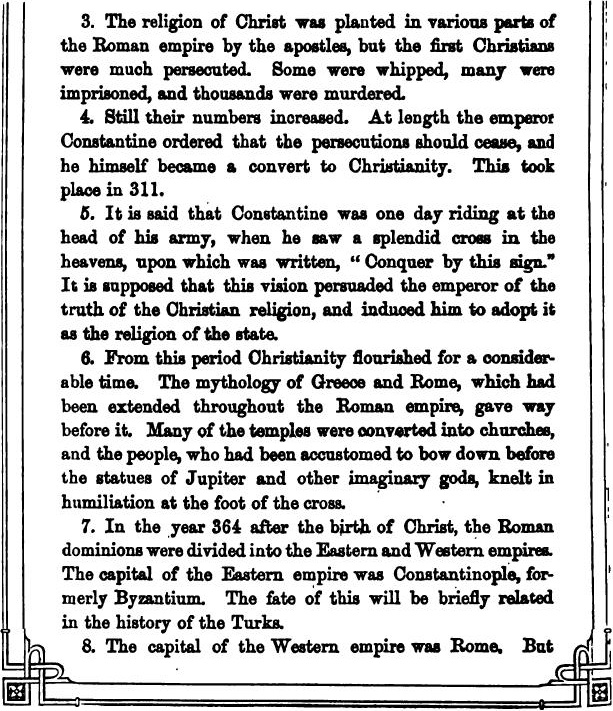 3. The religion of Christ was planted in various parts of
the Roman empire by the apostles, but the first Christians
were much persecuted. Some were whipped, many were
imprisoned, and thousands were murdered.
4. Still their numbers increased. At length the emperor
Constantine ordered that the persecutions should cease, and
he himself became a convert to Christianity. This took
place in 311.
5. It is said that Constantine was one day riding at the
head of his army, when he saw a splendid cross in the
heavens, upon which was written, "Conquer by this sign."
It is supposed that this vision persuaded the emperor of the
truth of the Christian religion, and induced him to adopt it
as the religion of the state.
6. From this period Christianity flourished for a consider-
able time. The mythology of Greece and Rome, which had
been extended throughout the Roman empire, gave way
before it. Many of the temples were converted into churches,
and the people, who had been accustomed to bow down before
the statues of Jupiter and other imaginary gods, knelt in
humiliation at the foot of the cross.
7. In the year 364 after the birth of Christ, the Roman
dominions were divided into the Eastern and Western empires.
The capital of the Eastern empire was Constantinople, for-
merly Byzantium. The fate of this will be briefly related
in the history of the Turks.
8. The capital of the Western empire was Rome. But